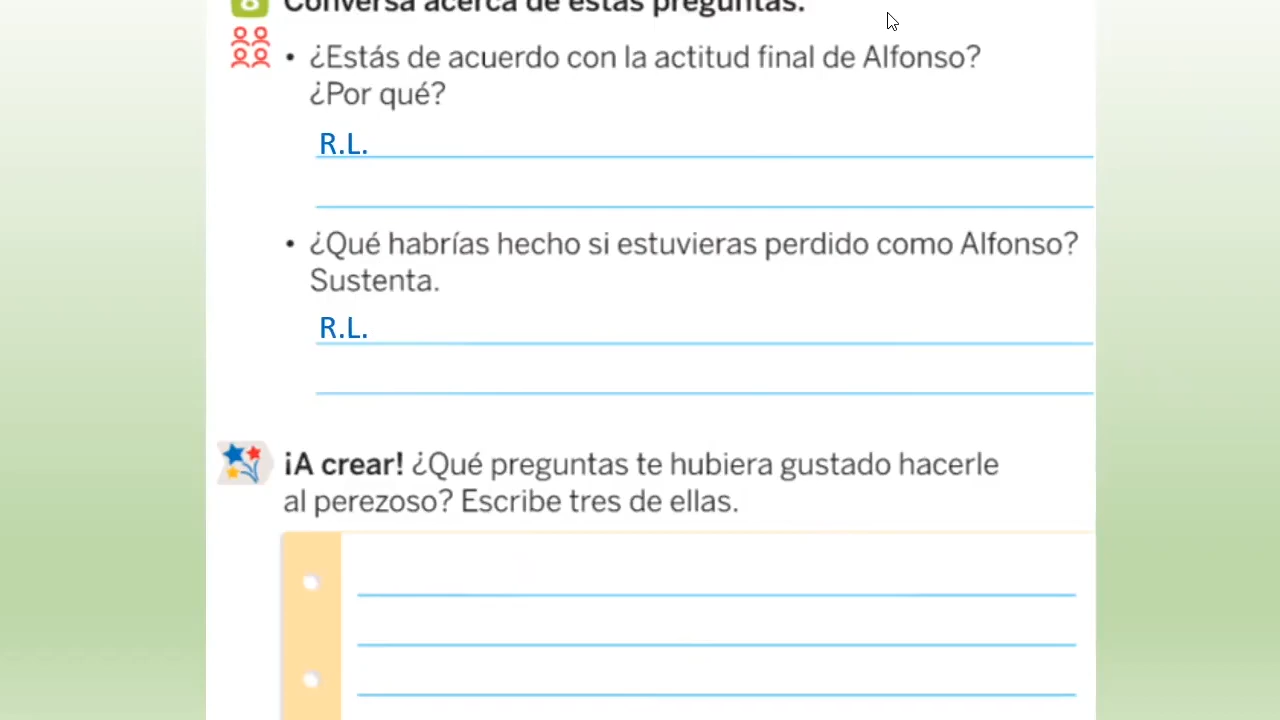 8 Conversa acerca de estas preguntas.
• ¿Estás de acuerdo con la actitud final de Alfonso?
¿Por qué?
R.L.
• ¿Qué habrías hecho si estuvieras perdido como Alfonso?
Sustenta.
R.L.
¡A crear! ¿Qué preguntas te hubiera gustado hacerle
al perezoso? Escribe tres de ellas.